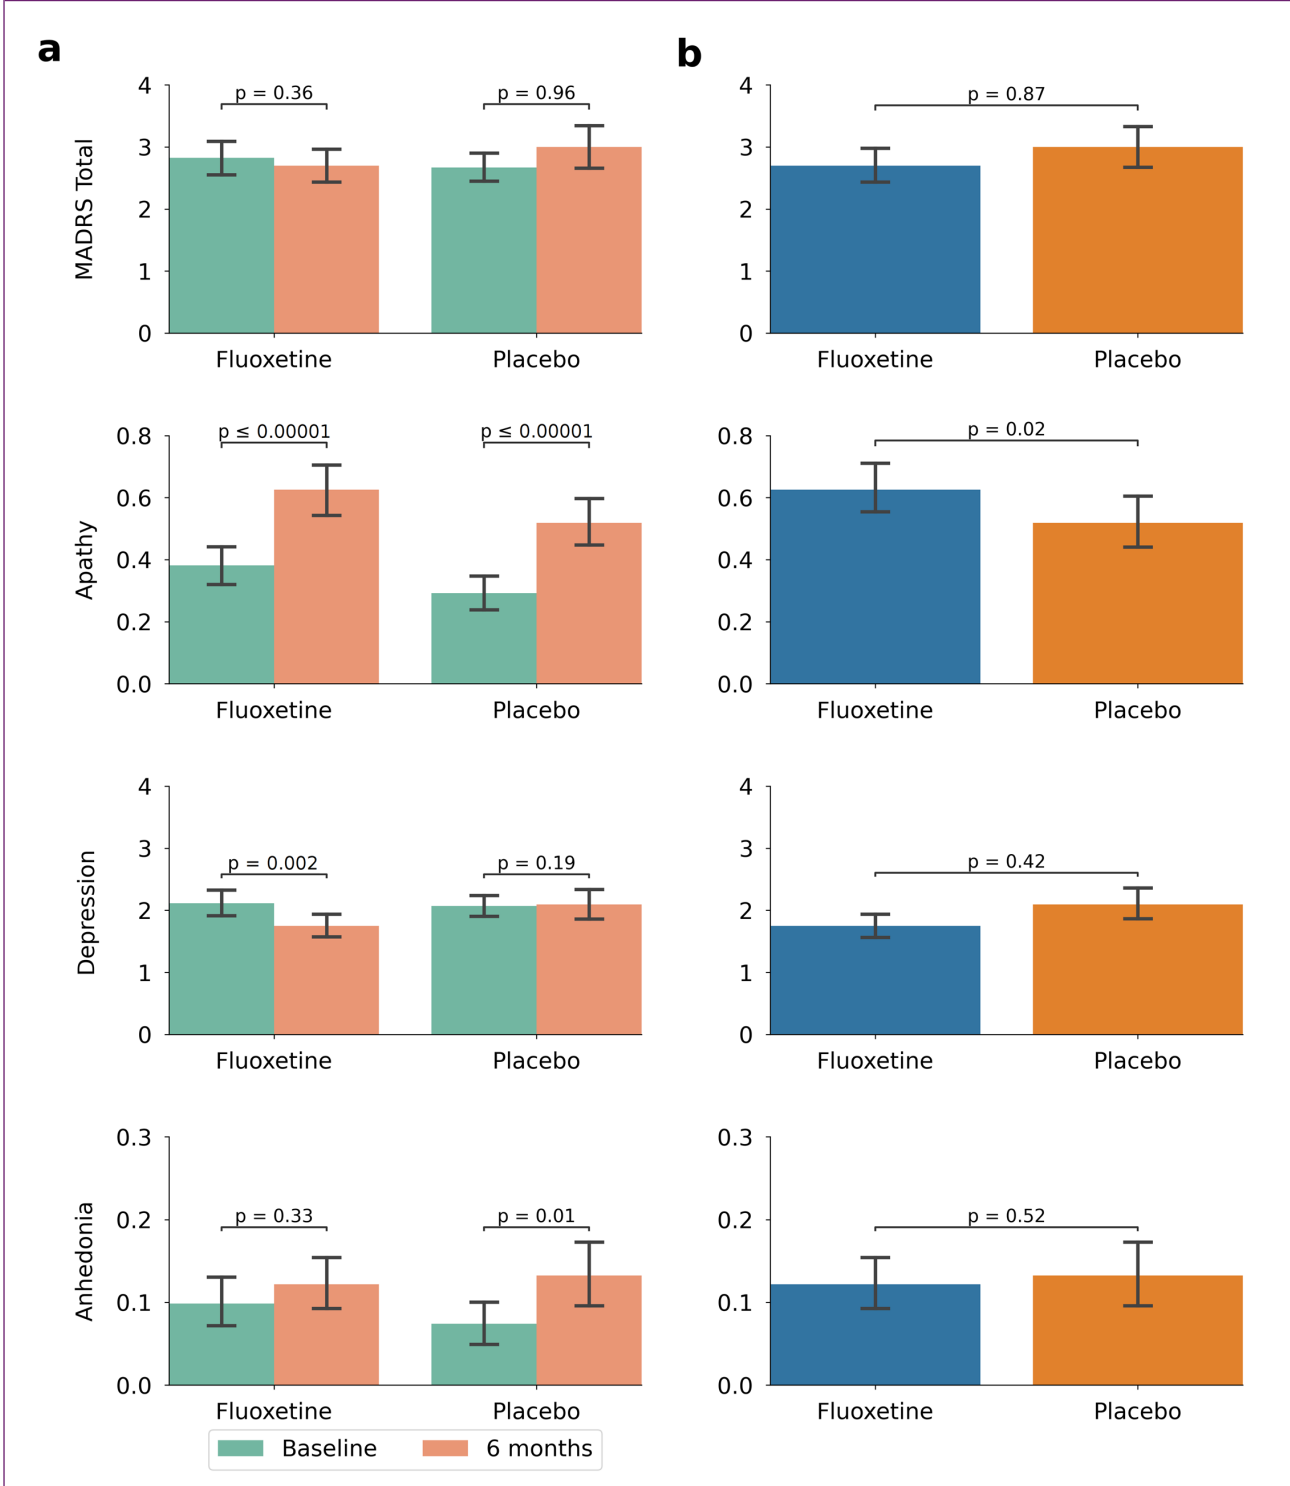 a
b
MADRS Total
4
3
2
1
0
p = 0.36
p = 0.96
Fluoxetine
Placebo
4
3
2
1
0
p = 0.87
Fluoxetine
Placebo
Apathy
0.8
0.6
0.4
0.2
0.0
p ≤ 0.00001
p ≤ 0.00001
Fluoxetine
Placebo
0.8
0.6
0.4
0.2
0.0
p = 0.02
Fluoxetine
Placebo
Depression
4
3
2
1
0
p = 0.002
p = 0.19
Fluoxetine
Placebo
4
3
2
1
0
p = 0.42
Fluoxetine
Placebo
Anhedonia
0.3
0.2
0.1
0.0
p = 0.33
p = 0.01
Fluoxetine
Placebo
0.3
0.2
0.1
0.0
p = 0.52
Fluoxetine
Placebo
Baseline
6 months